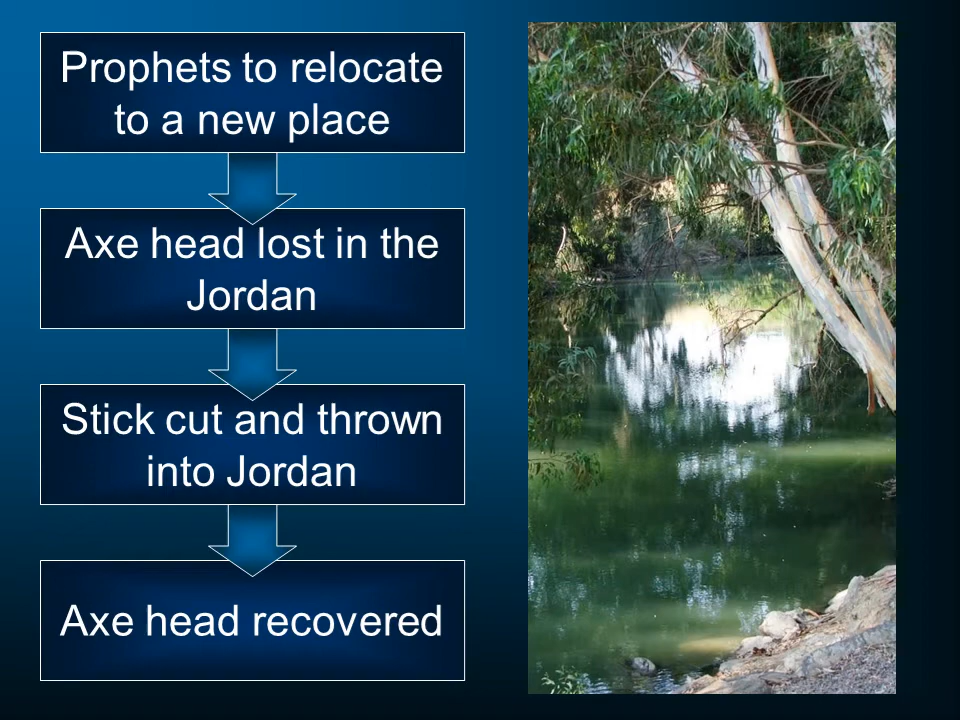 Prophets to relocate
to a new place
Axe head lost in the
Jordan
Stick cut and thrown
into Jordan
Axe head recovered